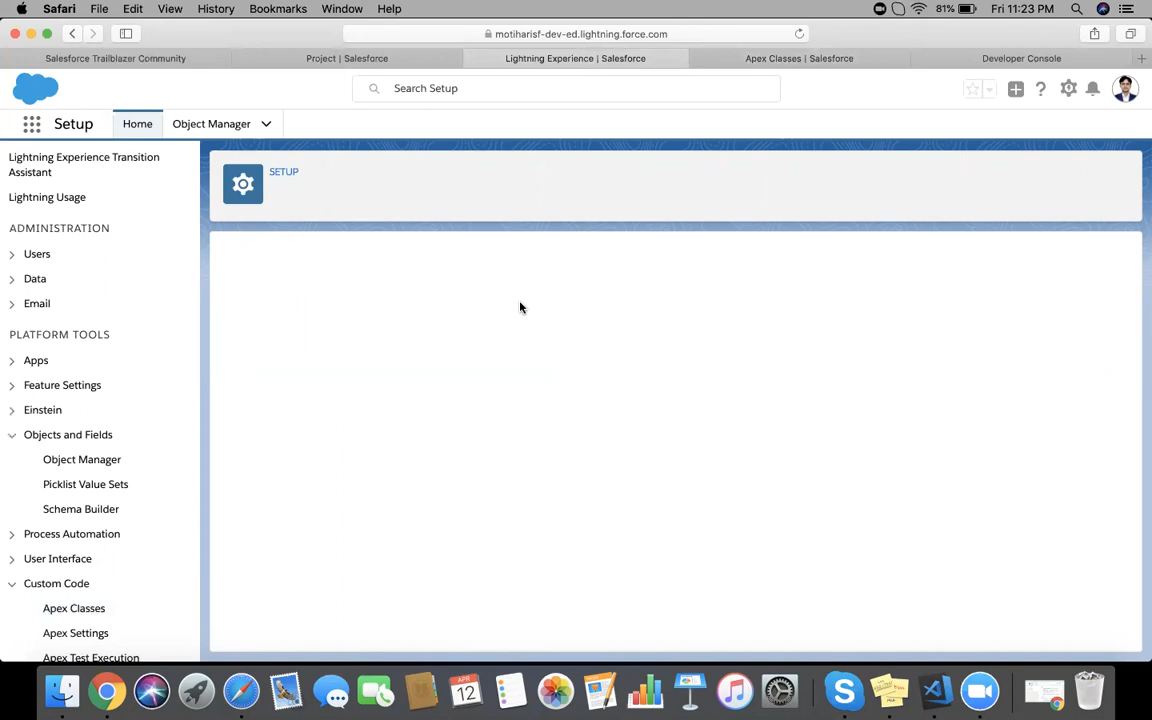 Safari File Edit View History Bookmarks Window Help 81% Fri 11:23 PM
motiharisf-dev-ed.lightning.force.com
Salesforce Trailblazer Community Project | Salesforce Lightning Experience | Salesforce Apex Classes | Salesforce Developer Console
Search Setup
Setup Home Object Manager
Lightning Experience Transition
Assistant
Lightning Usage
ADMINISTRATION
Users
Data
Email
PLATFORM TOOLS
Apps
Feature Settings
Einstein
Objects and Fields
Object Manager
Picklist Value Sets
Schema Builder
Process Automation
User Interface
Custom Code
Apex Classes
Apex Settings
Apex Test Execution
SETUP
APR
12